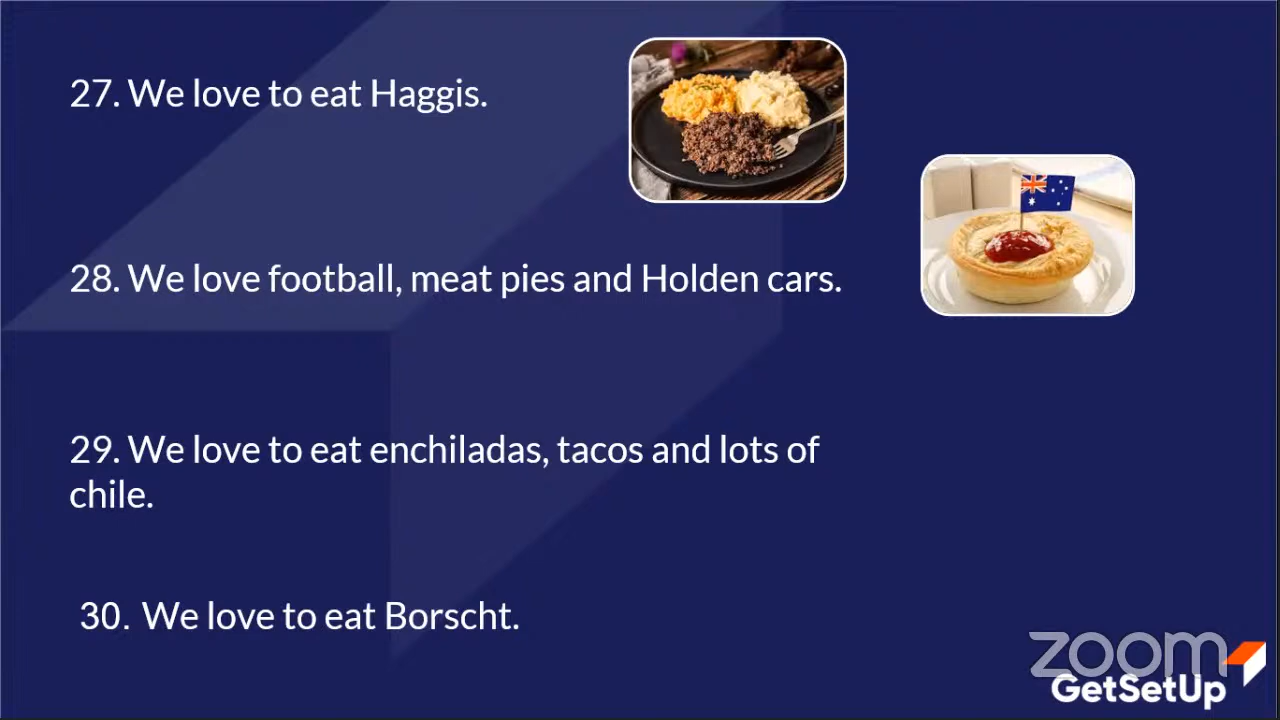 27. We love to eat Haggis.
28. We love football, meat pies and Holden cars.
29. We love to eat enchiladas, tacos and lots of
chile.
30. We love to eat Borscht.
zoom
GetSetUp